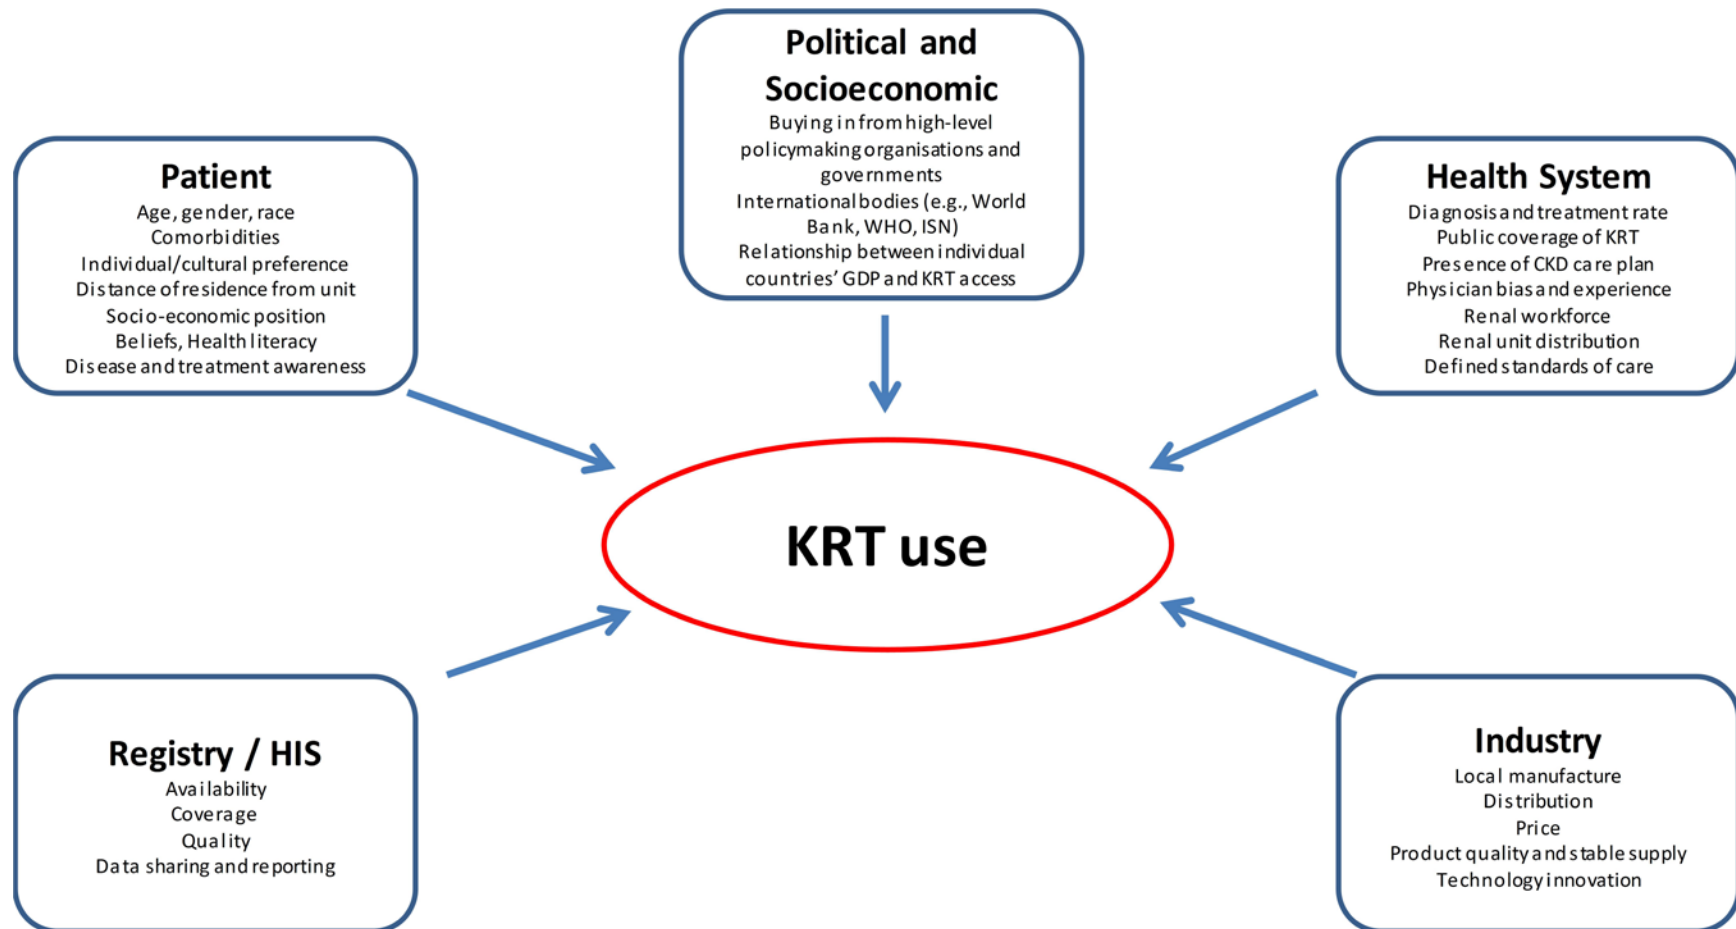 Political and
Socioeconomic
Buying in from high-level
policymaking organisations and
governments
International bodies (e.g., World
Bank, WHO, ISN)
Relationship between individual
countries’ GDP and KRT access
Patient
Age, gender, race
Comorbidities
Individual/cultural preference
Distance of residence from unit
Socio-economic position
Beliefs, Health literacy
Disease and treatment awareness
Health System
Diagnosis and treatment rate
Public coverage of KRT
Presence of CKD care plan
Physician bias and experience
Renal workforce
Renal unit distribution
Defined standards of care
KRT use
Registry / HIS
Availability
Coverage
Quality
Data sharing and reporting
Industry
Local manufacture
Distribution
Price
Product quality and stable supply
Technology innovation